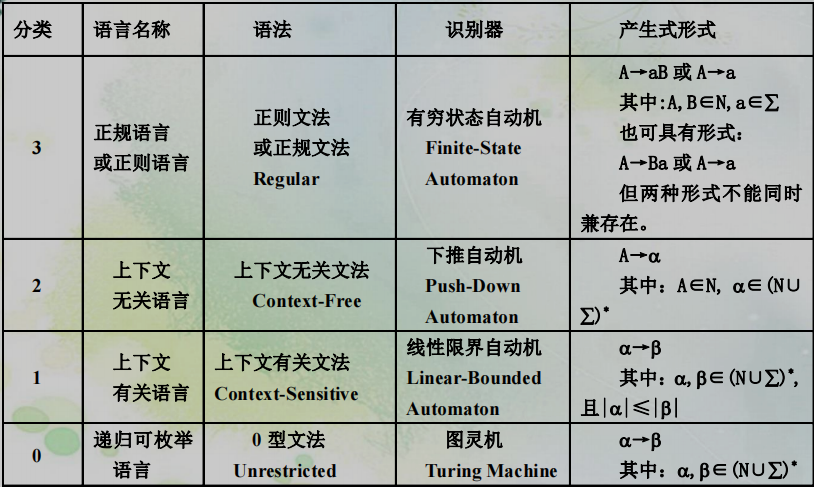 分类 语言名称 语法 识别器 产生式形式
3
正规语言
或正则语言
正则文法
或正规文法
Regular
有穷状态自动机
Finite-State
Automaton
A→aB 或 A→a
其中:A,B∈N,a∈∑
也可具有形式：
A→Ba 或 A→a
但两种形式不能同时
兼存在。
2
上下文
无关语言
上下文无关文法
Context-Free
下推自动机
Push-Down
Automaton
A→α
其中：A∈N, α∈(N∪
∑)*
1
上下文
有关语言
上下文有关文法
Context-Sensitive
线性限界自动机
Linear-Bounded
Automaton
α→β
其中：α,β∈(N∪∑)*,
且|α|≤|β|
0
递归可枚举
语言
0 型文法
Unrestricted
图灵机
Turing Machine
α→β
其中：α,β∈(N∪∑)*